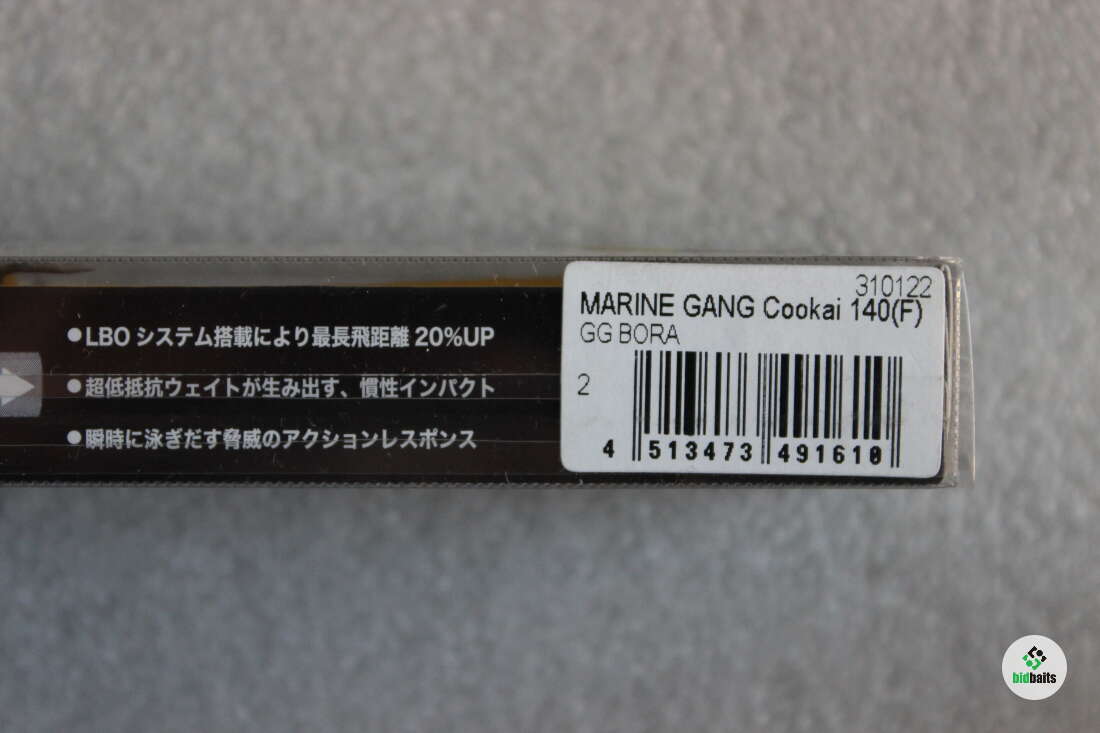 ●LBO システム搭載により最長飛距離 20%UP
●超低抵抗ウェイトが生み出す、慣性インパクト
●瞬時に泳ぎだす脅威のアクションレスポンス
310122
MARINE GANG Cookai 140(F)
GG BORA
2
4 513473 491610
bidbaits